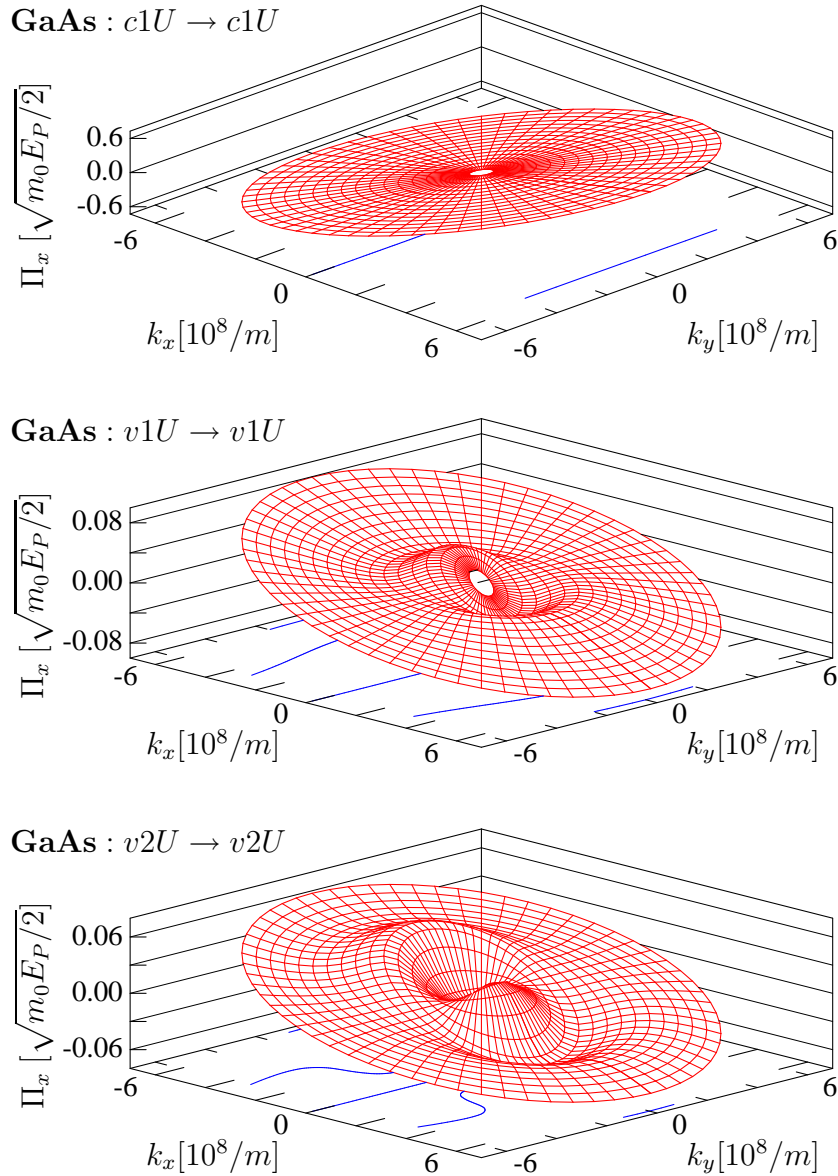 GaAs : c1U → c1U
Π_x [√m_0E_P/2]
0.6
0.0
-0.6
-6
0
6
k_x[10^8/m]
-6
0
6
k_y[10^8/m]
GaAs : v1U → v1U
Π_x [√m_0E_P/2]
0.08
0.00
-0.08
-6
0
6
k_x[10^8/m]
-6
0
6
k_y[10^8/m]
GaAs : v2U → v2U
Π_x [√m_0E_P/2]
0.06
0.00
-0.06
-6
0
6
k_x[10^8/m]
-6
0
6
k_y[10^8/m]